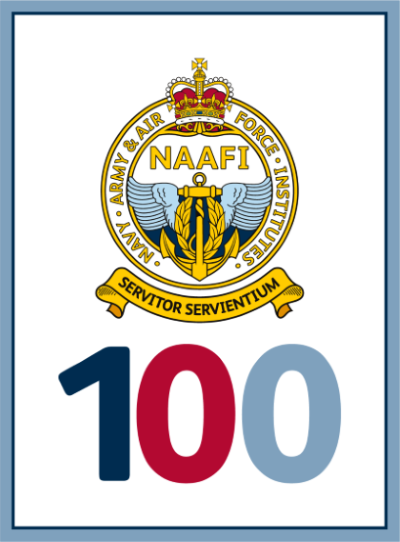 NAVY · ARMY & AIR FORCE · INSTITUTES ·
NAAFI
SERVITOR SERVIENTIUM
100